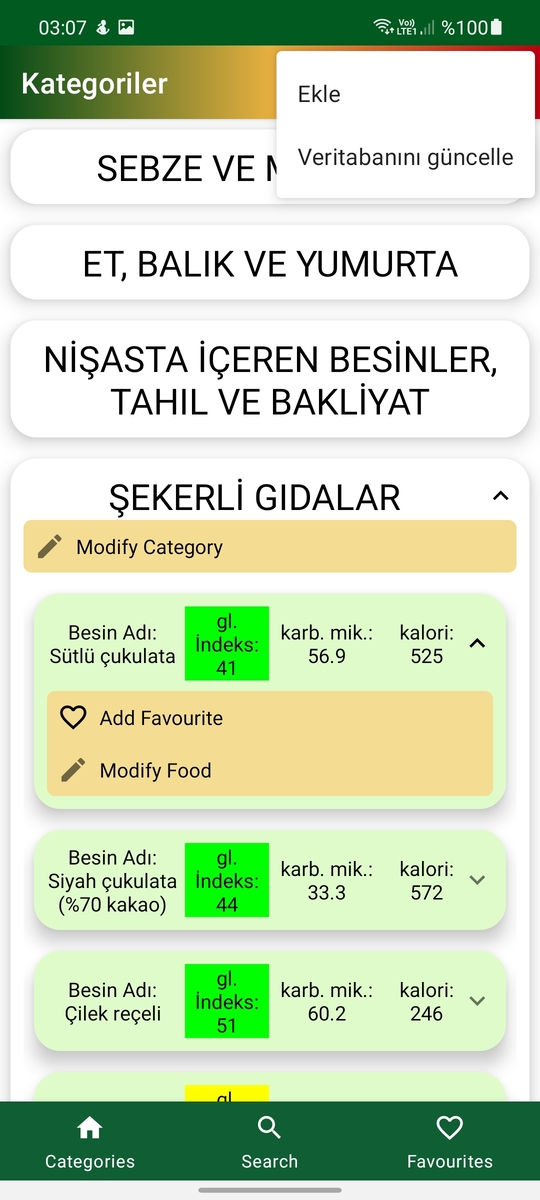 03:07
Vo)
LTE1
%100
Kategoriler
Ekle
Veritabanını güncelle
SEBZE VE
ET, BALIK VE YUMURTA
NİŞASTA İÇEREN BESİNLER,
TAHIL VE BAKLİYAT
ŞEKERLİ GIDALAR
Modify Category
Besin Adı:
Sütlü çukulata
gl.
İndeks:
41
karb. mik.:
56.9
kalori:
525
Add Favourite
Modify Food
Besin Adı:
Siyah çukulata
(%70 kakao)
gl.
İndeks:
44
karb. mik.:
33.3
kalori:
572
Besin Adı:
Çilek reçeli
gl.
İndeks:
51
karb. mik.:
60.2
kalori:
246
gl.
Categories
Search
Favourites